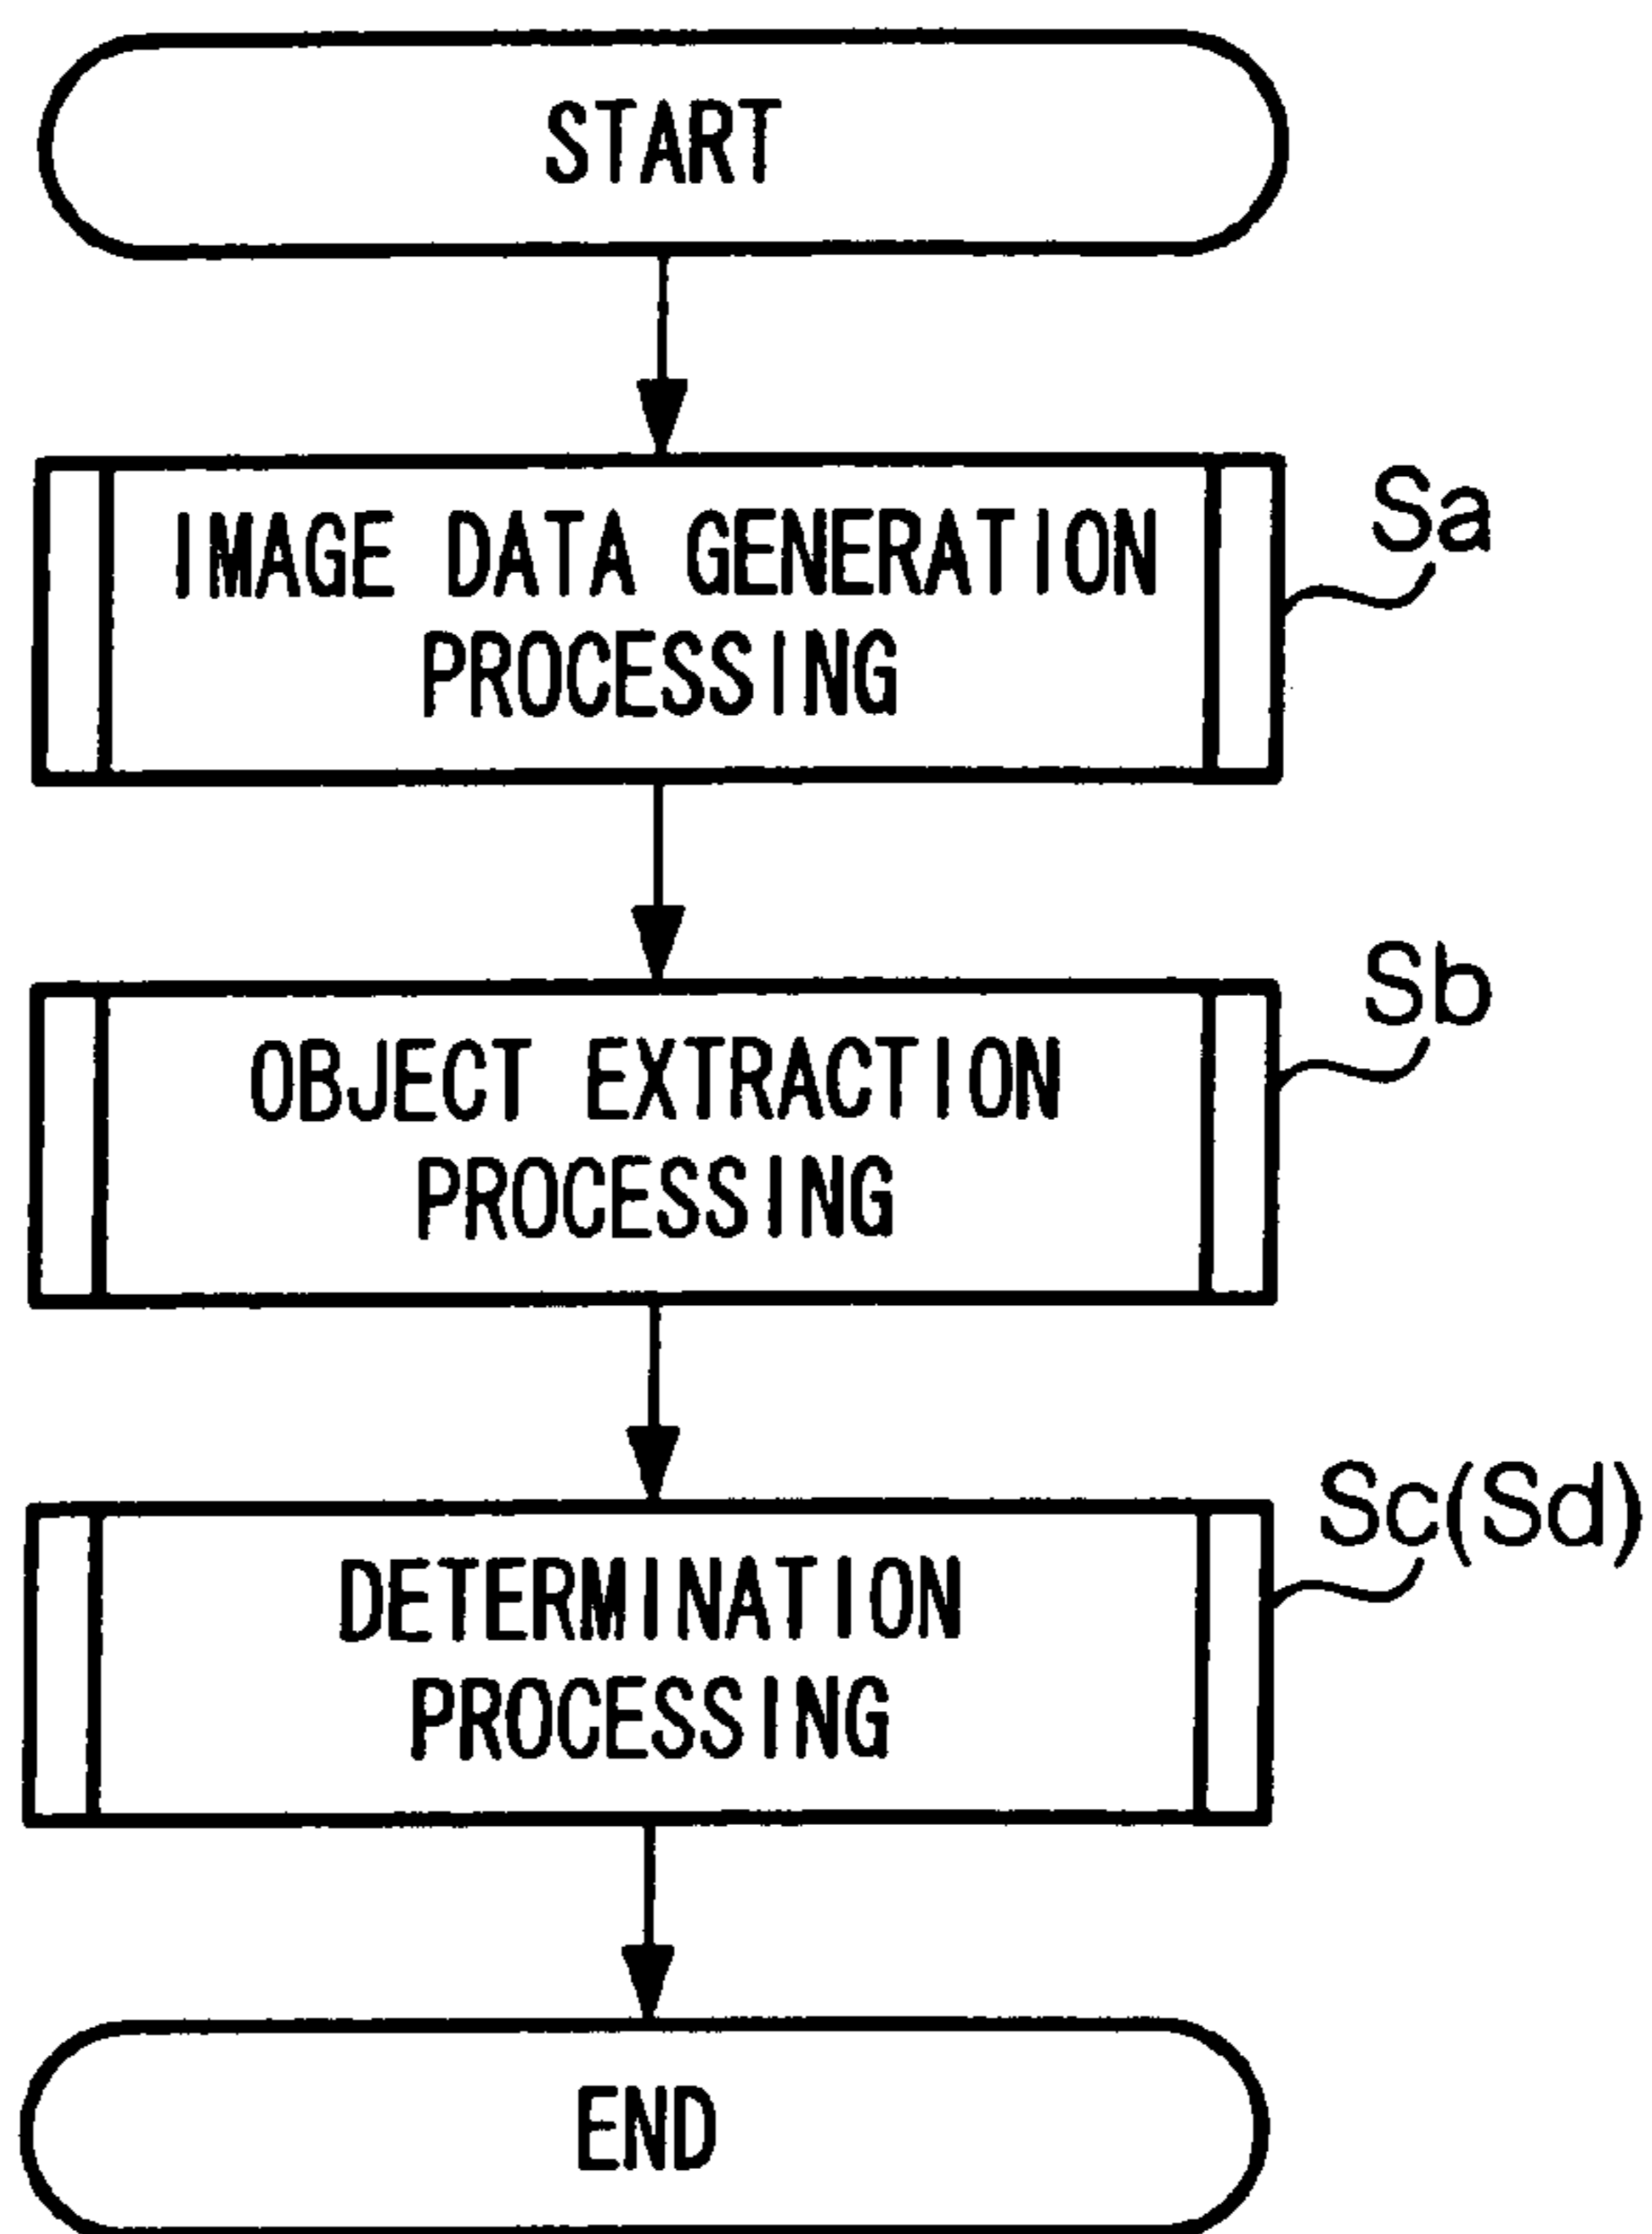 START
IMAGE DATA GENERATION
PROCESSING
Sa
OBJECT EXTRACTION
PROCESSING
Sb
DETERMINATION
PROCESSING
Sc(Sd)
END